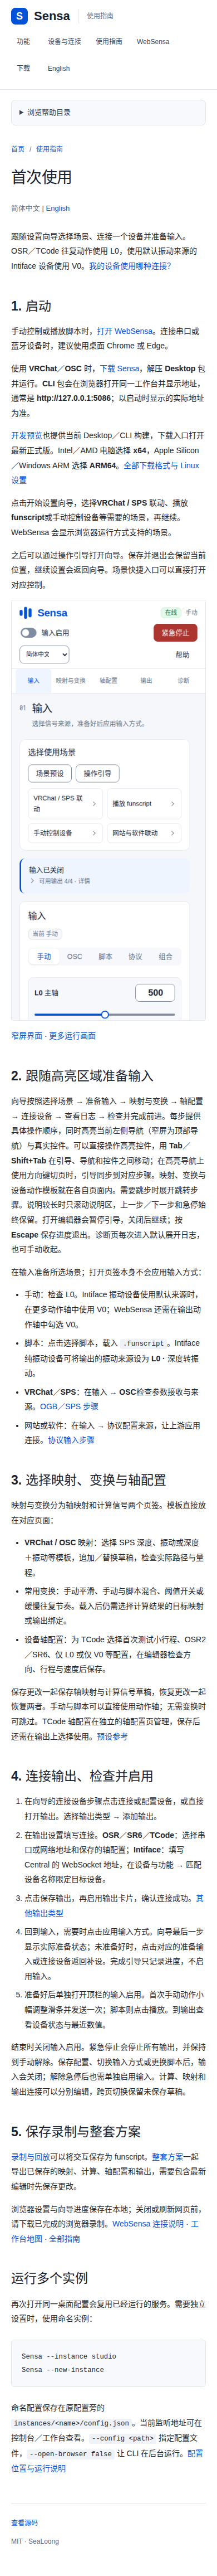 S Sensa 使用指南
功能 设备与连接 使用指南 WebSensa
下载 English
▶ 浏览帮助目录
首页 / 使用指南
首次使用
简体中文 | English
跟随设置向导选择场景、连接一个设备并准备输入。
OSR／TCode 往复动作使用 L0，使用默认振动来源的
Intiface 设备使用 V0。我的设备使用哪种连接?
1. 启动
手动控制或播放脚本时，打开 WebSensa。连接串口或
蓝牙设备时，建议使用桌面 Chrome 或 Edge。
使用 VRChat／OSC 时，下载 Sensa，解压 Desktop 包
并运行。CLI 包会在浏览器打开同一工作台并显示地址，
通常是 http://127.0.0.1:5086；以启动时显示的实际地址
为准。
开发预览也提供当前 Desktop／CLI 构建，下载入口打开
最新正式版。Intel／AMD 电脑选择 x64，Apple Silicon
／Windows ARM 选择 ARM64。全部下载格式与 Linux
设置
点击开始设置向导，选择VRChat / SPS 联动、播放
funscript或手动控制设备等需要的场景，再继续。
WebSensa 会显示浏览器运行方式支持的场景。
之后可以通过操作引导打开向导。保存并退出会保留当前
位置，继续设置会返回向导。场景快捷入口可以直接打开
对应控制。
Sensa 在线 手动
输入启用 紧急停止
简体中文 帮助
输入 映射与变换 轴配置 输出 诊断
01 输入
选择信号来源，准备好后应用输入方式。
选择使用场景
场景预设 操作引导
VRChat / SPS 联动
播放 funscript
手动控制设备
网站与软件联动
输入已关闭
可用输出 4/4 · 详情
输入
当前 手动
手动 OSC 脚本 协议 组合
L0 主轴 500
窄屏界面 · 更多运行画面
2. 跟随高亮区域准备输入
向导按照选择场景 → 准备输入 → 映射与变换 → 轴配置
→ 连接设备 → 查看日志 → 检查并完成前进。每步提供
具体操作顺序，同时高亮当前左侧导航（窄屏为顶部导
航）与真实控件。可以直接操作高亮控件，用 Tab／
Shift+Tab 在引导、导航和控件之间移动；在高亮导航上
使用方向键切页时，引导同步到对应步骤。映射、变换与
设备动作模板就在各自页面内。需要跳步时展开跳转步
骤。说明较长时只滚动说明区，上一步／下一步和急停始
终保留。打开编辑器会暂停引导，关闭后继续；按
Escape 保存进度退出。诊断页每次进入默认展开日志，
也可手动收起。
在输入准备所选场景；打开页签本身不会应用输入方式：
• 手动：检查 L0。Intiface 振动设备使用默认来源时，
在更多动作轴中使用 V0；WebSensa 还需在输出动
作轴中勾选 V0。
• 脚本：点击选择脚本，载入 .funscript 。Intiface
纯振动设备可将输出的振动来源设为 L0 · 深度转振
动。
• VRChat／SPS：在输入 → OSC检查参数接收与来
源。OGB／SPS 步骤
• 网站或软件：在输入 → 协议配置来源，让上游应用
连接。协议输入步骤
3. 选择映射、变换与轴配置
映射与变换分为轴映射和计算信号两个页签。模板直接放
在对应页面：
• VRChat / OSC 映射：选择 SPS 深度、振动或深度
＋振动等模板，追加／替换草稿，检查实际路径与量
程。
• 常用变换：手动平滑、手动与脚本混合、阈值开关或
缓慢往复节奏。载入后仍需选择计算结果的目标映射
或输出绑定。
• 设备轴配置：为 TCode 选择首次测试小行程、OSR2
／SR6、仅 L0 或仅 V0 等配置，在编辑器检查方
向、行程与速度后保存。
保存更改一起保存轴映射与计算信号草稿，恢复更改一起
恢复两者。手动与脚本可以直接使用动作轴；无需变换时
可跳过。TCode 轴配置在独立的轴配置页管理，保存后
还需在输出上选择使用。预设参考
4. 连接输出、检查并启用
1. 在向导的连接设备步骤点击连接或配置设备，或直接
打开输出。选择输出类型 → 添加输出。
2. 在输出设置填写连接。OSR／SR6／TCode：选择串
口或网络地址和保存的轴配置；Intiface：填写
Central 的 WebSocket 地址，在设备与功能 → 匹配
设备名称限定目标设备。
3. 点击保存输出，再启用输出卡片，确认连接成功。其
他输出类型
4. 回到输入，需要时点击应用输入方式。向导最后一步
显示实际准备状态；未准备好时，点击对应的准备输
入或连接设备返回补设。完成引导只记录进度，不启
用输入。
5. 准备好后单独打开顶栏的输入启用。首次手动动作小
幅调整滑条并发送一次；脚本则点击播放。到输出查
看设备状态与最近数值。
结束时关闭输入启用。紧急停止会停止所有输出，并保持
到手动解除。保存配置、切换输入方式或更换脚本后，输
入会关闭；解除急停后也需单独启用输入。计算、映射和
输出连接可以分别编辑，跨页切换保留未保存草稿。
5. 保存录制与整套方案
录制与回放可以将交互保存为 funscript。整套方案一起
导出已保存的映射、计算、轴配置和输出，需要包含最新
编辑时先保存更改。
浏览器设置与向导进度保存在本地；关闭或刷新网页前，
请下载已完成的浏览器录制。WebSensa 连接说明 · 工
作台地图 · 全部指南
运行多个实例
再次打开同一桌面配置会复用已经运行的服务。需要独立
设置时，使用命名实例：
Sensa --instance studio
Sensa --new-instance
命名配置保存在原配置旁的
instances/<name>/config.json 。当前监听地址可在
控制台／工作台查看。 --config <path> 指定配置文
件， --open-browser false 让 CLI 在后台运行。配置
位置与运行说明
查看源码
MIT · SeaLoong